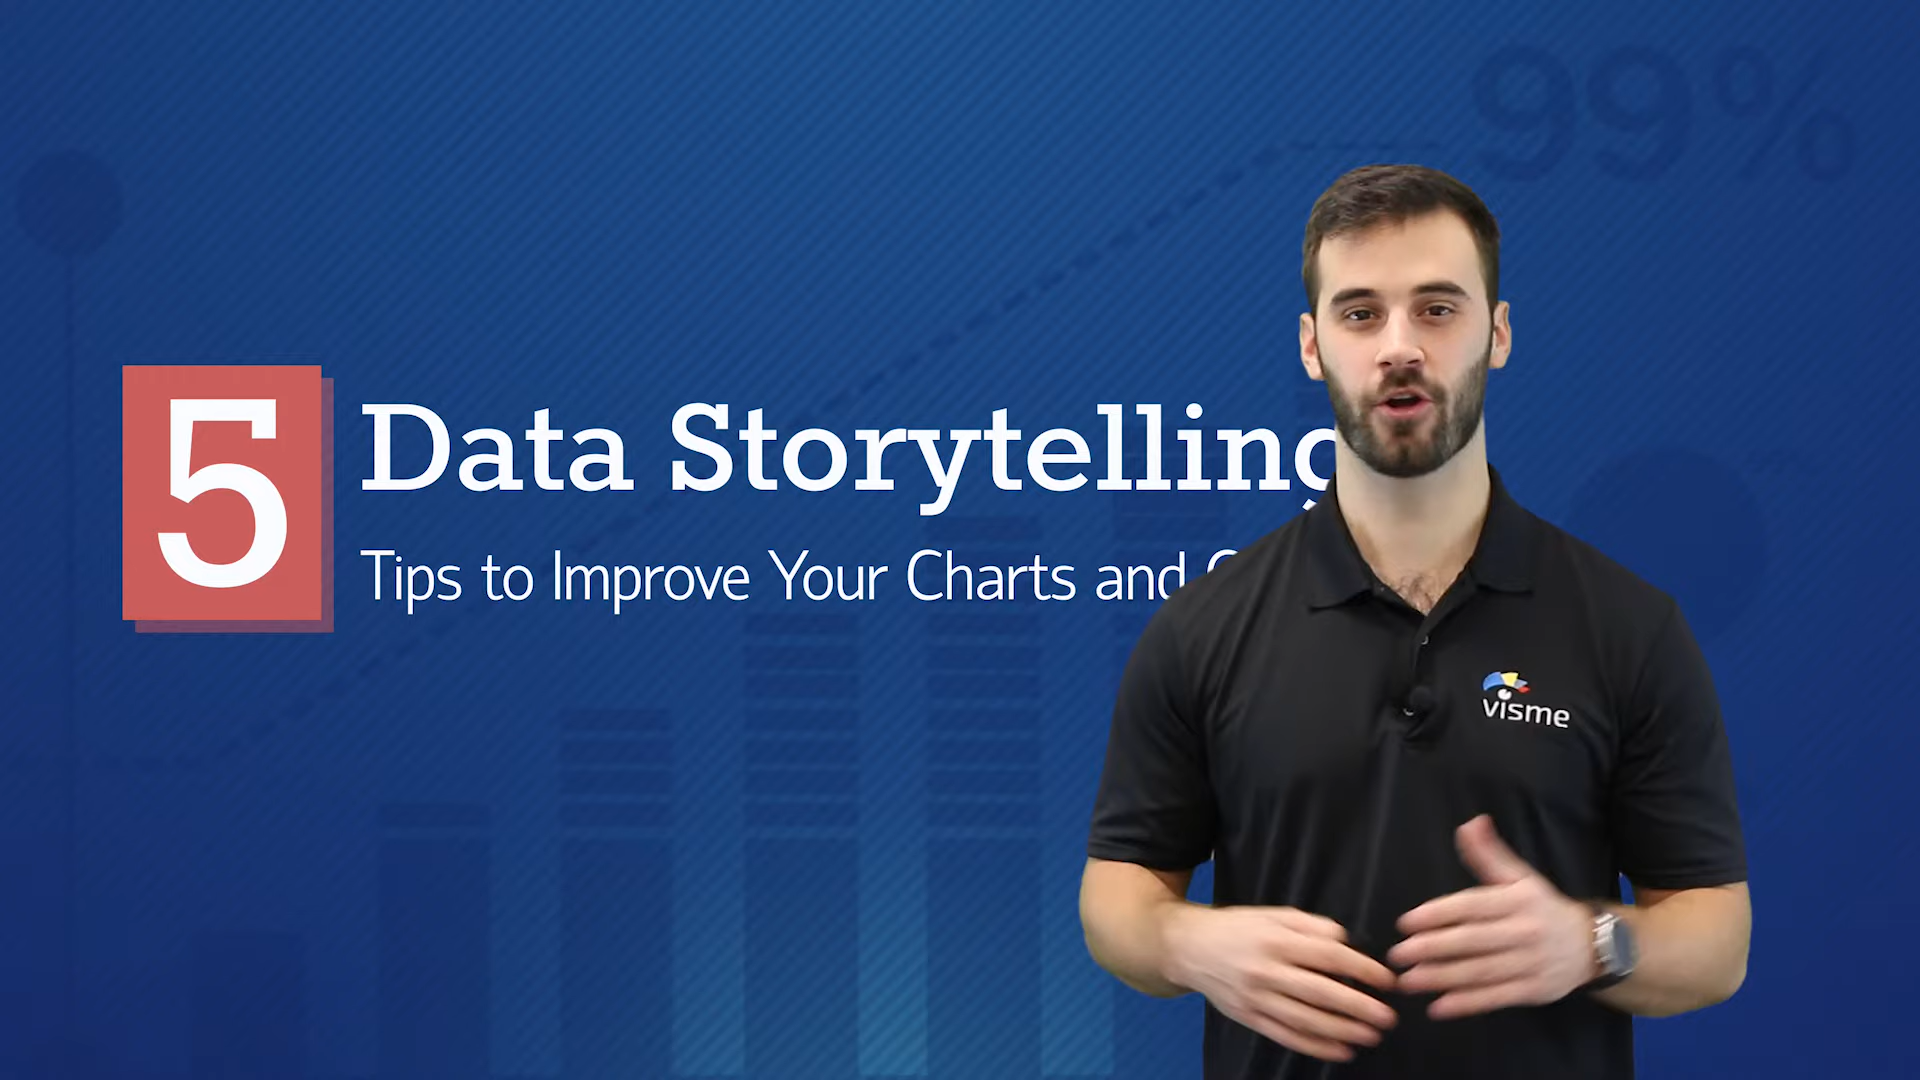 99%
5
Data Storytelling
Tips to Improve Your Charts and
visme